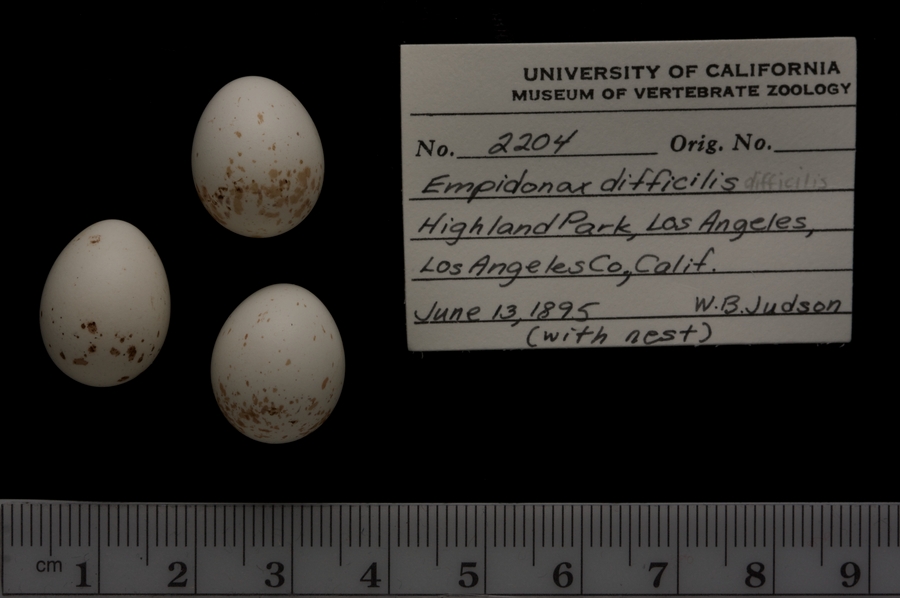 UNIVERSITY OF CALIFORNIA
MUSEUM OF VERTEBRATE ZOOLOGY
No. 2204 Orig. No.
Empidonax difficilis difficilis
Highland Park, Los Angeles,
Los Angeles Co., Calif.
June 13, 1895 W.B. Judson
(with nest)
cm 1 2 3 4 5 6 7 8 9